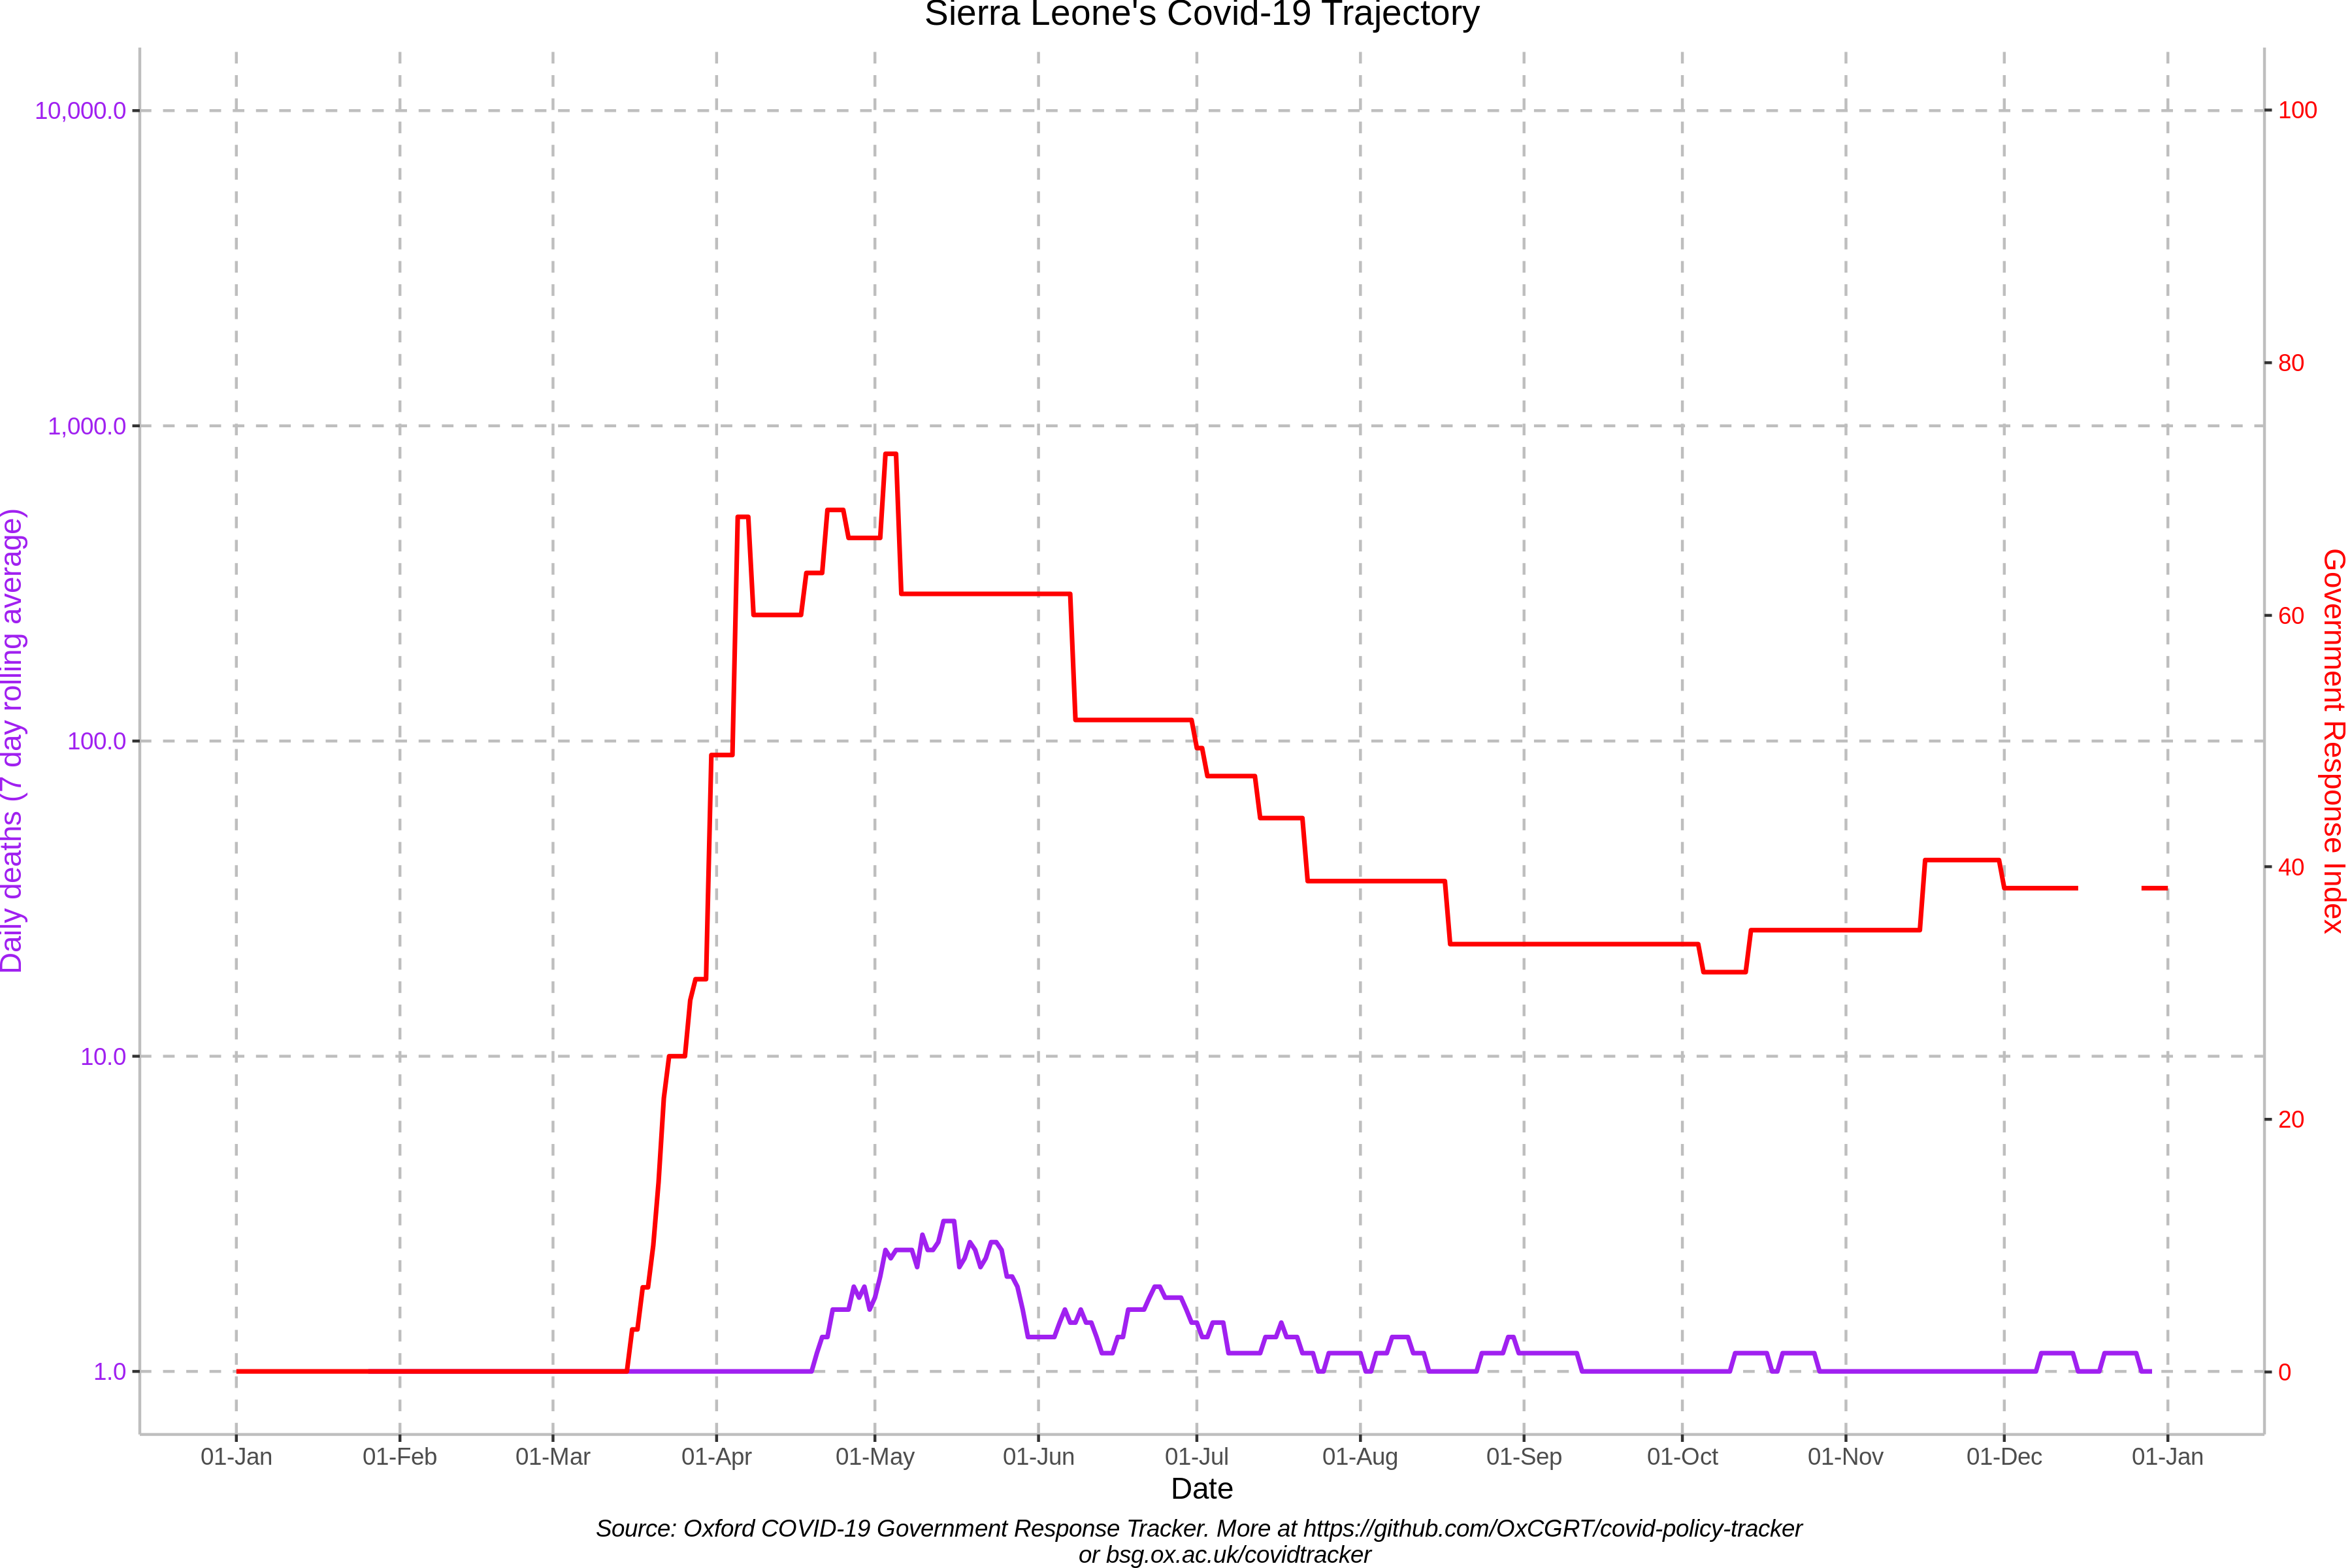 Sierra Leone's Covid-19 Trajectory
10,000.0
1,000.0
100.0
10.0
1.0
Daily deaths (7 day rolling average)
100
80
60
40
20
0
Government Response Index
01-Jan 01-Feb 01-Mar 01-Apr 01-May 01-Jun 01-Jul 01-Aug 01-Sep 01-Oct 01-Nov 01-Dec 01-Jan
Date
Source: Oxford COVID-19 Government Response Tracker. More at https://github.com/OxCGRT/covid-policy-tracker
or bsg.ox.ac.uk/covidtracker